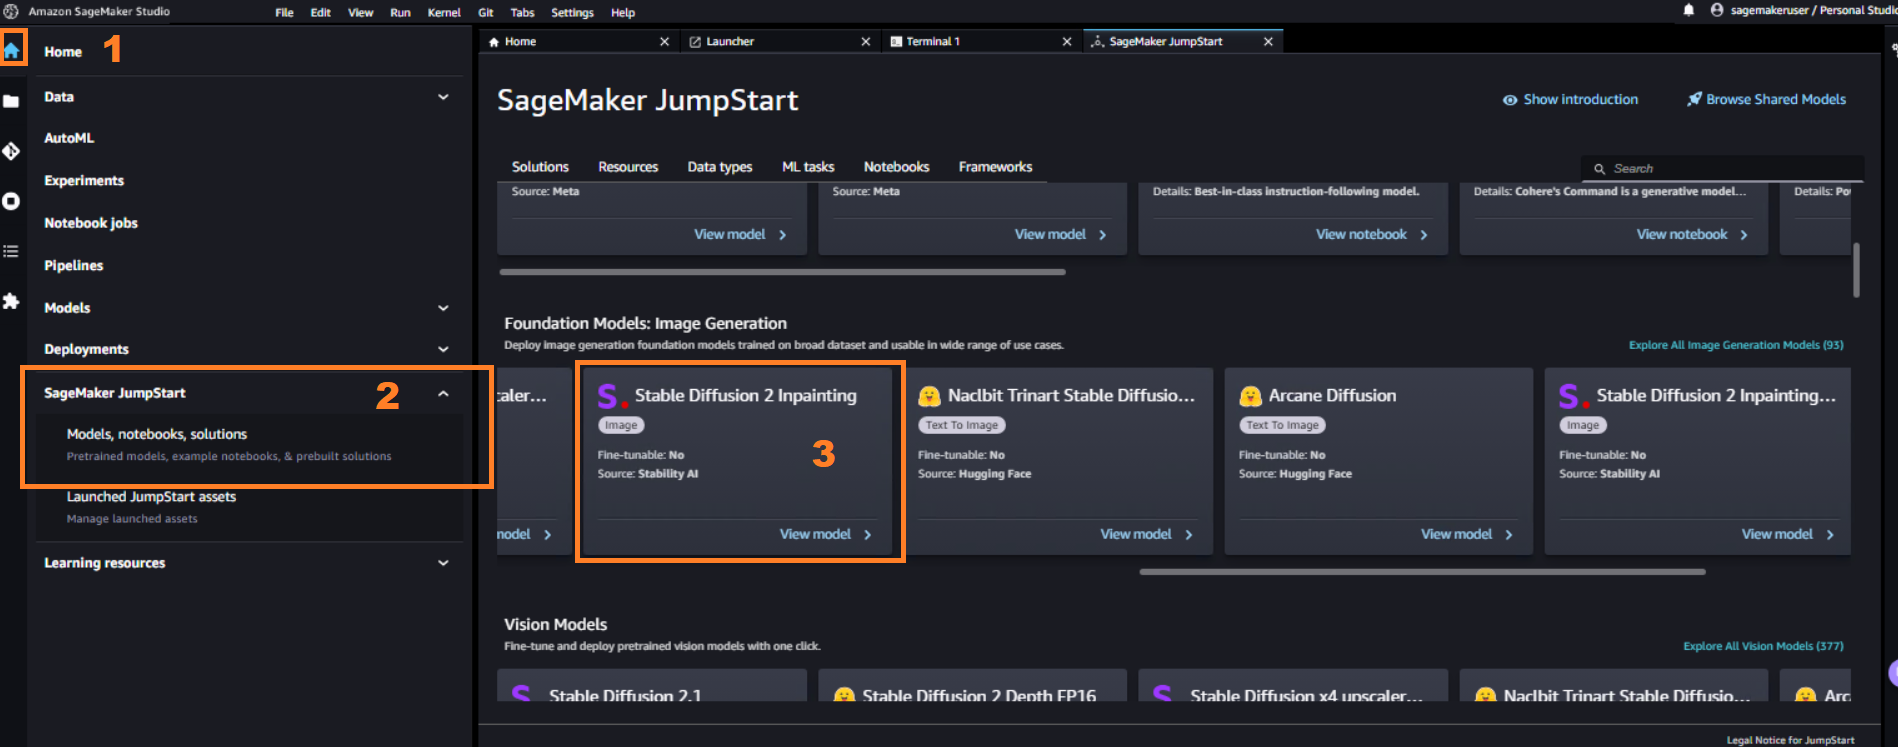 Amazon SageMaker Studio
File Edit View Run Kernel Git Tabs Settings Help
sagemakeruser / Personal Studio
Home 1
Data
AutoML
Experiments
Notebook jobs
Pipelines
Models
Deployments
SageMaker JumpStart 2
Models, notebooks, solutions
Pretrained models, example notebooks, & prebuilt solutions
Launched JumpStart assets
Manage launched assets
Learning resources
Home Launcher Terminal 1 SageMaker JumpStart
SageMaker JumpStart
Show introduction Browse Shared Models
Solutions Resources Data types ML tasks Notebooks Frameworks
Search
Source: Meta Source: Meta Details: Best-in-class instruction-following model. Details: Cohere's Command is a generative model... Details:
View model View model View notebook View notebook
Foundation Models: Image Generation
Deploy image generation foundation models trained on broad dataset and usable in wide range of use cases.
Explore All Image Generation Models (93)
caler... Stable Diffusion 2 Inpainting Naclbit Trinart Stable Diffusio... Arcane Diffusion Stable Diffusion 2 Inpainting...
Image Text To Image Text To Image Image
3
Fine-tunable: No Fine-tunable: No Fine-tunable: No Fine-tunable: No
Source: Stability AI Source: Hugging Face Source: Hugging Face Source: Stability AI
model View model View model View model View model
Vision Models
Fine-tune and deploy pretrained vision models with one click.
Explore All Vision Models (377)
Stable Diffusion 2.1 Stable Diffusion 2 Depth FP16 Stable Diffusion x4 upscaler... Naclbit Trinart Stable Diffusio... Arc
Legal Notice for JumpStart